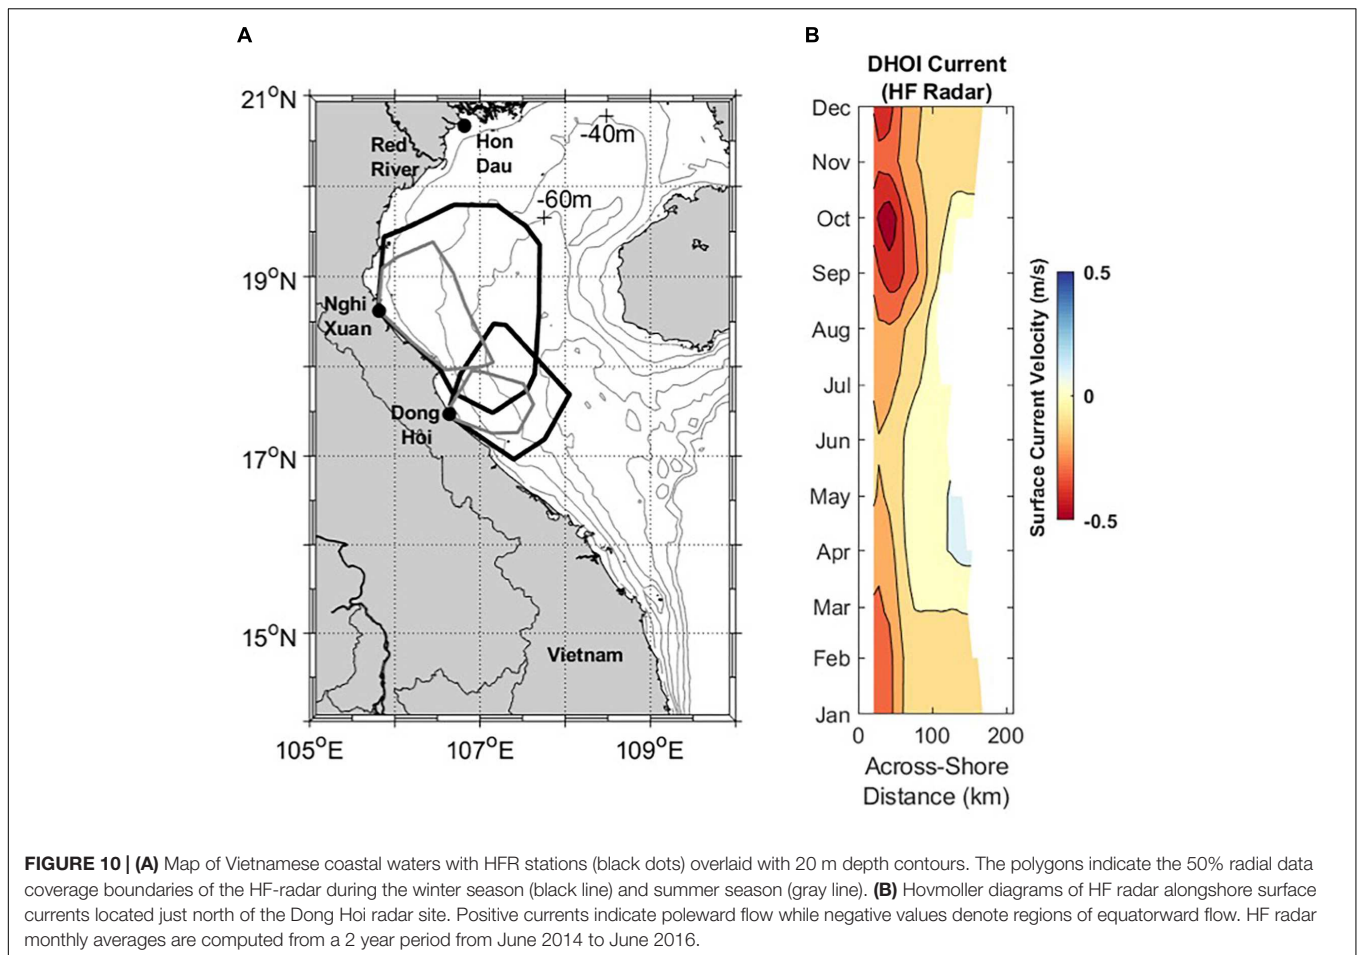 A
B
21°N
19°N
17°N
15°N
105°E
107°E
109°E
Red
River
Hon
Dau
-40m
-60m
Nghi
Xuan
Dong
Hoi
Vietnam
DHOI Current
(HF Radar)
Dec
Nov
Oct
Sep
Aug
Jul
Jun
May
Apr
Mar
Feb
Jan
0
100
200
Across-Shore
Distance (km)
Surface Current Velocity (m/s)
0.5
0
-0.5
FIGURE 10 | (A) Map of Vietnamese coastal waters with HFR stations (black dots) overlaid with 20 m depth contours. The polygons indicate the 50% radial data
coverage boundaries of the HF-radar during the winter season (black line) and summer season (gray line). (B) Hovmoller diagrams of HF radar alongshore surface
currents located just north of the Dong Hoi radar site. Positive currents indicate poleward flow while negative values denote regions of equatorward flow. HF radar
monthly averages are computed from a 2 year period from June 2014 to June 2016.